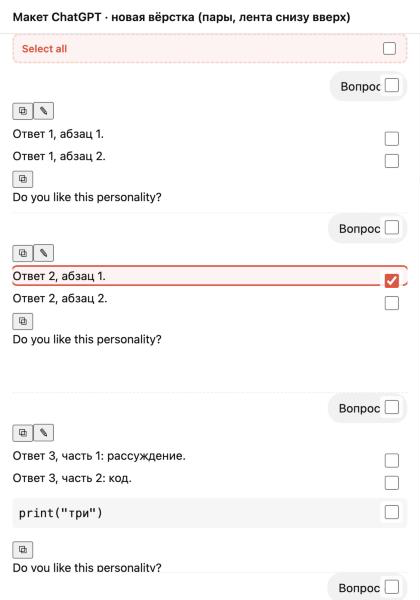 Макет ChatGPT · новая вёрстка (пары, лента снизу вверх)
Select all
Вопрос
Ответ 1, абзац 1.
Ответ 1, абзац 2.
Do you like this personality?
Вопрос
Ответ 2, абзац 1.
Ответ 2, абзац 2.
Do you like this personality?
Вопрос
Ответ 3, часть 1: рассуждение.
Ответ 3, часть 2: код.
print("три")
Do you like this personality?
Вопрос